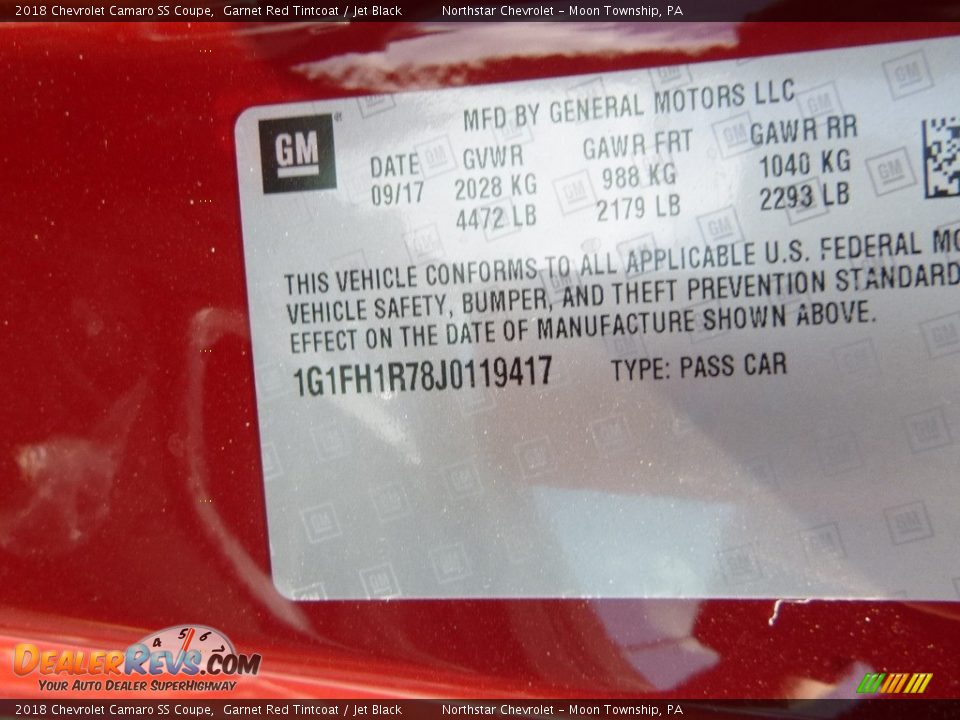 2018 Chevrolet Camaro SS Coupe, Garnet Red Tintcoat / Jet Black Northstar Chevrolet - Moon Township, PA
GM
MFD BY GENERAL MOTORS LLC
DATE GVWR GAWR FRT GAWR RR
09/17 2028 KG 988 KG 1040 KG
4472 LB 2179 LB 2293 LB
THIS VEHICLE CONFORMS TO ALL APPLICABLE U.S. FEDERAL MO
VEHICLE SAFETY, BUMPER, AND THEFT PREVENTION STANDARD
EFFECT ON THE DATE OF MANUFACTURE SHOWN ABOVE.
1G1FH1R78J0119417 TYPE: PASS CAR
4 5 6
DEALERREVS.COM
YOUR AUTO DEALER SUPERHIGHWAY
2018 Chevrolet Camaro SS Coupe, Garnet Red Tintcoat / Jet Black Northstar Chevrolet - Moon Township, PA